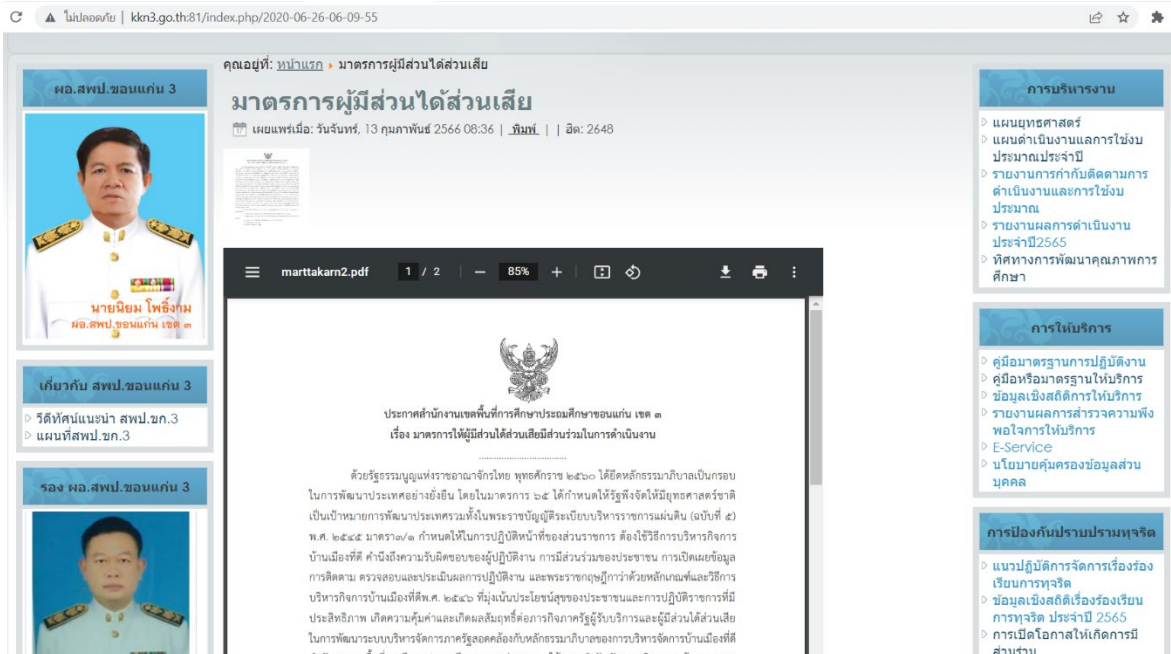 ไม่ปลอดภัย | kkn3.go.th:81/index.php/2020-06-26-06-09-55
คุณอยู่ที่: หน้าแรก มาตรการผู้มีส่วนได้ส่วนเสีย
ผอ.สพป.ขอนแก่น 3
นายนิยม โพธิ์งาม
ผอ.สพป.ขอนแก่น เขต ๓
เกี่ยวกับ สพป.ขอนแก่น 3
วีดีทัศน์แนะนำ สพป.ขก.3
แผนที่สพป.ขก.3
รอง ผอ.สพป.ขอนแก่น 3
มาตรการผู้มีส่วนได้ส่วนเสีย
เผยแพร่เมื่อ: วันจันทร์, 13 กุมภาพันธ์ 2566 08:36 | พิมพ์ | | ฮิต: 2648
marttakarn2.pdf 1 / 2 | − 85% + |
ประกาศสำนักงานเขตพื้นที่การศึกษาประถมศึกษาขอนแก่น เขต ๓
เรื่อง มาตรการให้ผู้มีส่วนได้ส่วนเสียมีส่วนร่วมในการดำเนินงาน
ด้วยรัฐธรรมนูญแห่งราชอาณาจักรไทย พุทธศักราช ๒๕๖๐ ได้ยึดหลักธรรมาภิบาลเป็นกรอบ
ในการพัฒนาประเทศอย่างยั่งยืน โดยในมาตรการ ๖๕ ได้กำหนดให้รัฐพึงจัดให้มียุทธศาสตร์ชาติ
เป็นเป้าหมายการพัฒนาประเทศรวมทั้งในพระราชบัญญัติระเบียบบริหารราชการแผ่นดิน (ฉบับที่ ๕)
พ.ศ. ๒๕๔๕ มาตรา๓/๑ กำหนดให้ในการปฏิบัติหน้าที่ของส่วนราชการ ต้องใช้วิธีการบริหารกิจการ
บ้านเมืองที่ดี คำนึงถึงความรับผิดชอบของผู้ปฏิบัติงาน การมีส่วนร่วมของประชาชน การเปิดเผยข้อมูล
การติดตาม ตรวจสอบและประเมินผลการปฏิบัติงาน และพระราชกฤษฎีกาว่าด้วยหลักเกณฑ์และวิธีการ
บริหารกิจการบ้านเมืองที่ดีพ.ศ. ๒๕๔๖ ที่มุ่งเน้นประโยชน์สุขของประชาชนและการปฏิบัติราชการที่มี
ประสิทธิภาพ เกิดความคุ้มค่าและเกิดผลสัมฤทธิ์ต่อภารกิจภาครัฐผู้รับบริการและผู้มีส่วนได้ส่วนเสีย
ในการพัฒนาระบบบริหารจัดการภาครัฐสอดคล้องกับหลักธรรมาภิบาลของการบริหารจัดการบ้านเมืองที่ดี
การบริหารงาน
แผนยุทธศาสตร์
แผนดำเนินงานแลการใช้งบ
ประมาณประจำปี
รายงานการกำกับติดตามการ
ดำเนินงานและการใช้งบ
ประมาณ
รายงานผลการดำเนินงาน
ประจำปี2565
ทิศทางการพัฒนาคุณภาพการ
ศึกษา
การให้บริการ
คู่มือมาตรฐานการปฏิบัติงาน
คู่มือหรือมาตรฐานให้บริการ
ข้อมูลเชิงสถิติการให้บริการ
รายงานผลการสำรวจความพึง
พอใจการให้บริการ
E-Service
นโยบายคุ้มครองข้อมูลส่วน
บุคคล
การป้องกันปราบปรามทุจริต
แนวปฏิบัติการจัดการเรื่องร้อง
เรียนการทุจริต
ข้อมูลเชิงสถิติเรื่องร้องเรียน
การทุจริต ประจำปี 2565
การเปิดโอกาสให้เกิดการมี
ส่วนร่วม